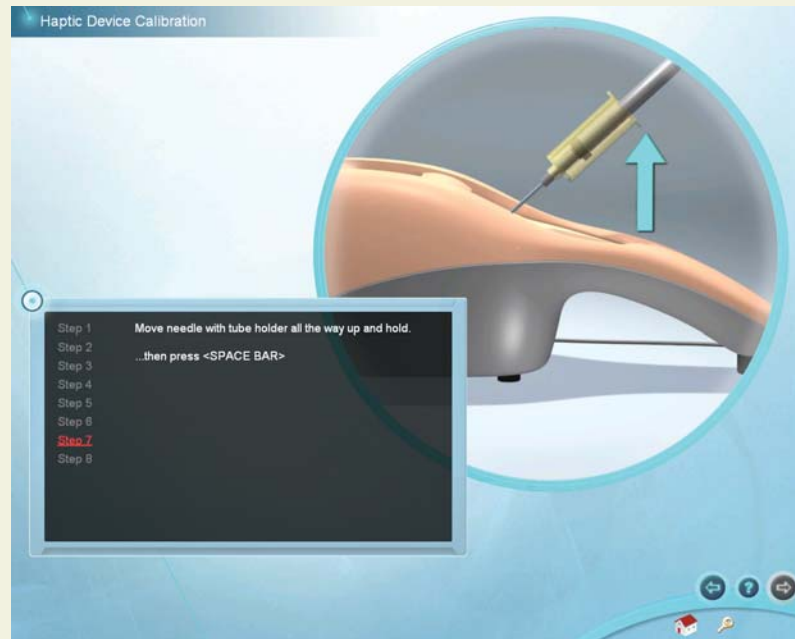 Haptic Device Calibration
Step 1
Step 2
Step 3
Step 4
Step 5
Step 6
Step 7
Step 8
Move needle with tube holder all the way up and hold.
...then press <SPACE BAR>
?